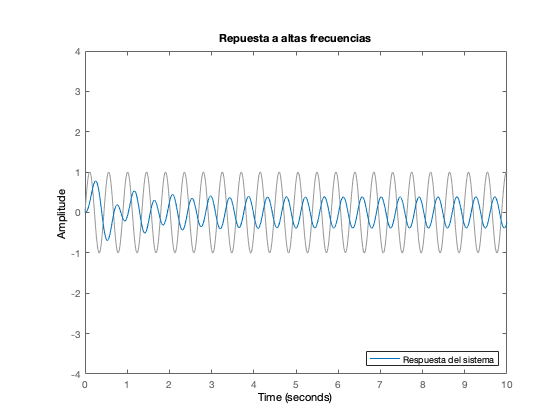 Repuesta a altas frecuencias
4
3
2
1
0
-1
-2
-3
-4
Amplitude
0 1 2 3 4 5 6 7 8 9 10
Time (seconds)
Respuesta del sistema